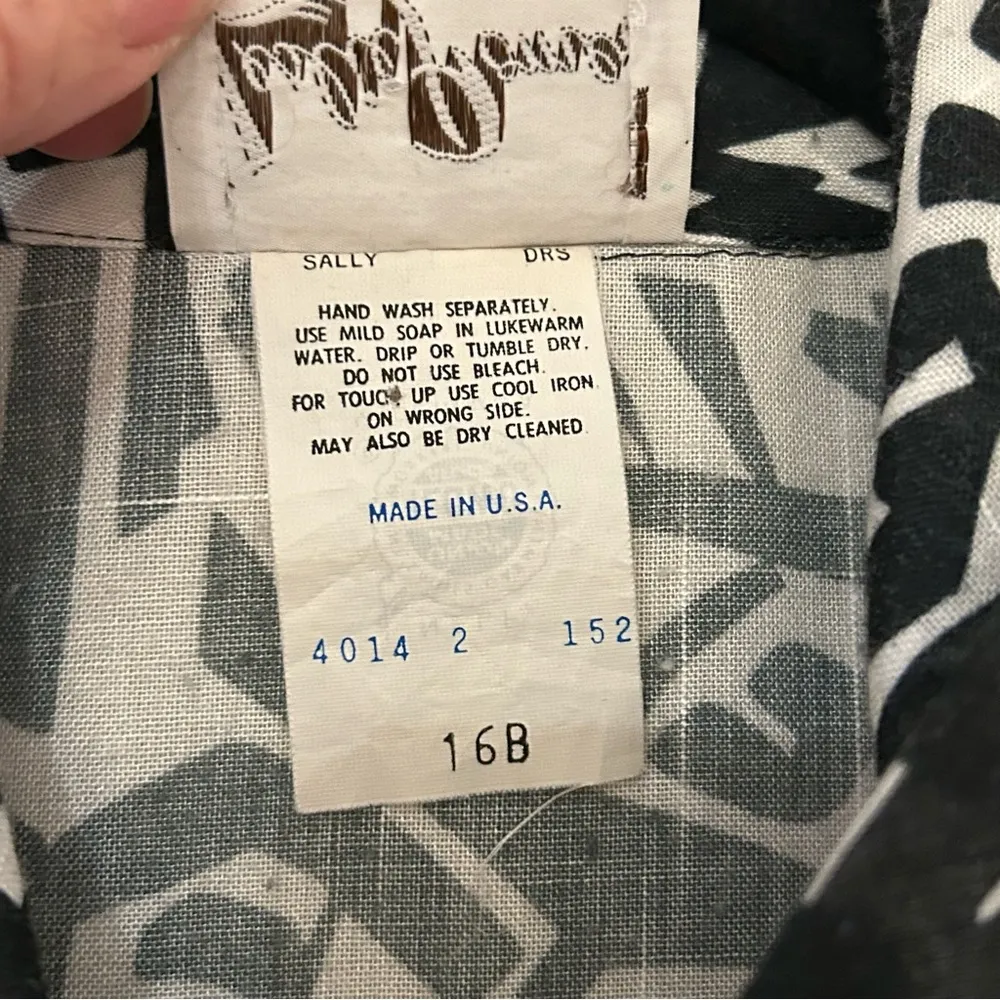 SALLY DRS
HAND WASH SEPARATELY.
USE MILD SOAP IN LUKEWARM
WATER. DRIP OR TUMBLE DRY.
DO NOT USE BLEACH.
FOR TOUCH UP USE COOL IRON
ON WRONG SIDE.
MAY ALSO BE DRY CLEANED
MADE IN U.S.A.
4014 2 152
16B